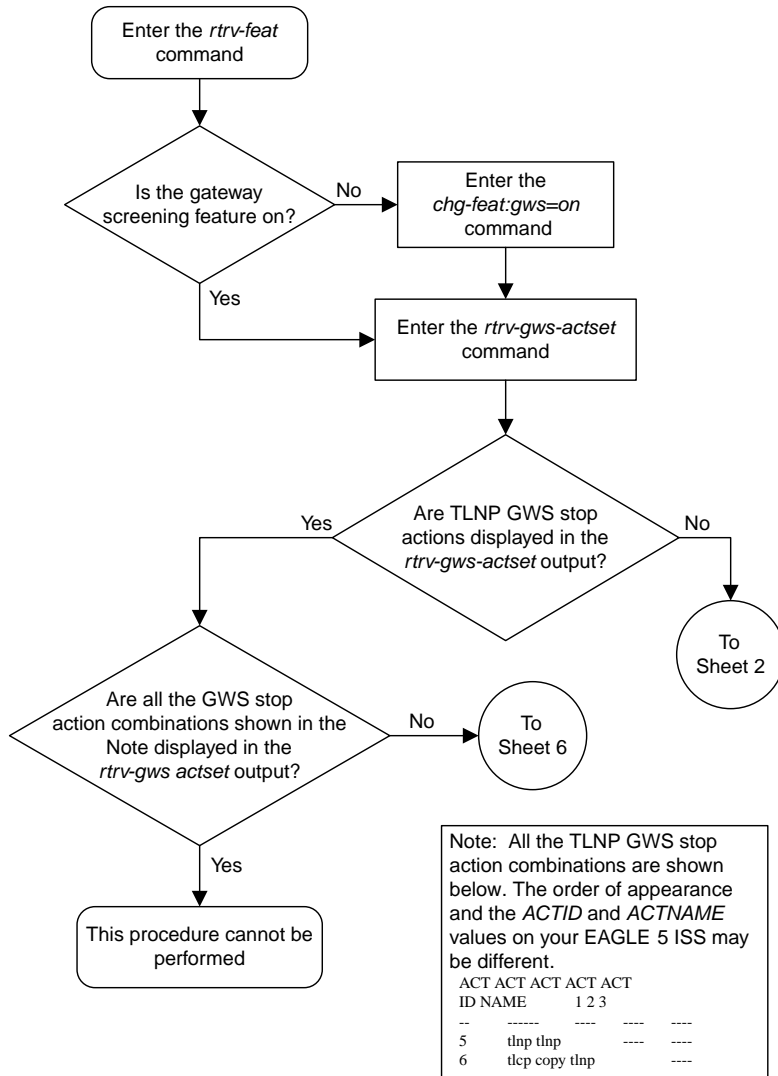 Enter the rtrv-feat
command
Is the gateway
screening feature on?
No
Enter the
chg-feat:gws=on
command
Yes
Enter the rtrv-gws-actset
command
Are TLNP GWS stop
actions displayed in the
rtrv-gws-actset output?
Yes
No
To
Sheet 2
Are all the GWS stop
action combinations shown in the
Note displayed in the
rtrv-gws actset output?
No
To
Sheet 6
Yes
This procedure cannot be
performed
Note: All the TLNP GWS stop
action combinations are shown
below. The order of appearance
and the ACTID and ACTNAME
values on your EAGLE 5 ISS may
be different.
ACT ACT ACT ACT ACT
ID NAME 1 2 3
-- ------ ---- ---- ----
5 tlnp tlnp ---- ----
6 tlcp copy tlnp ----